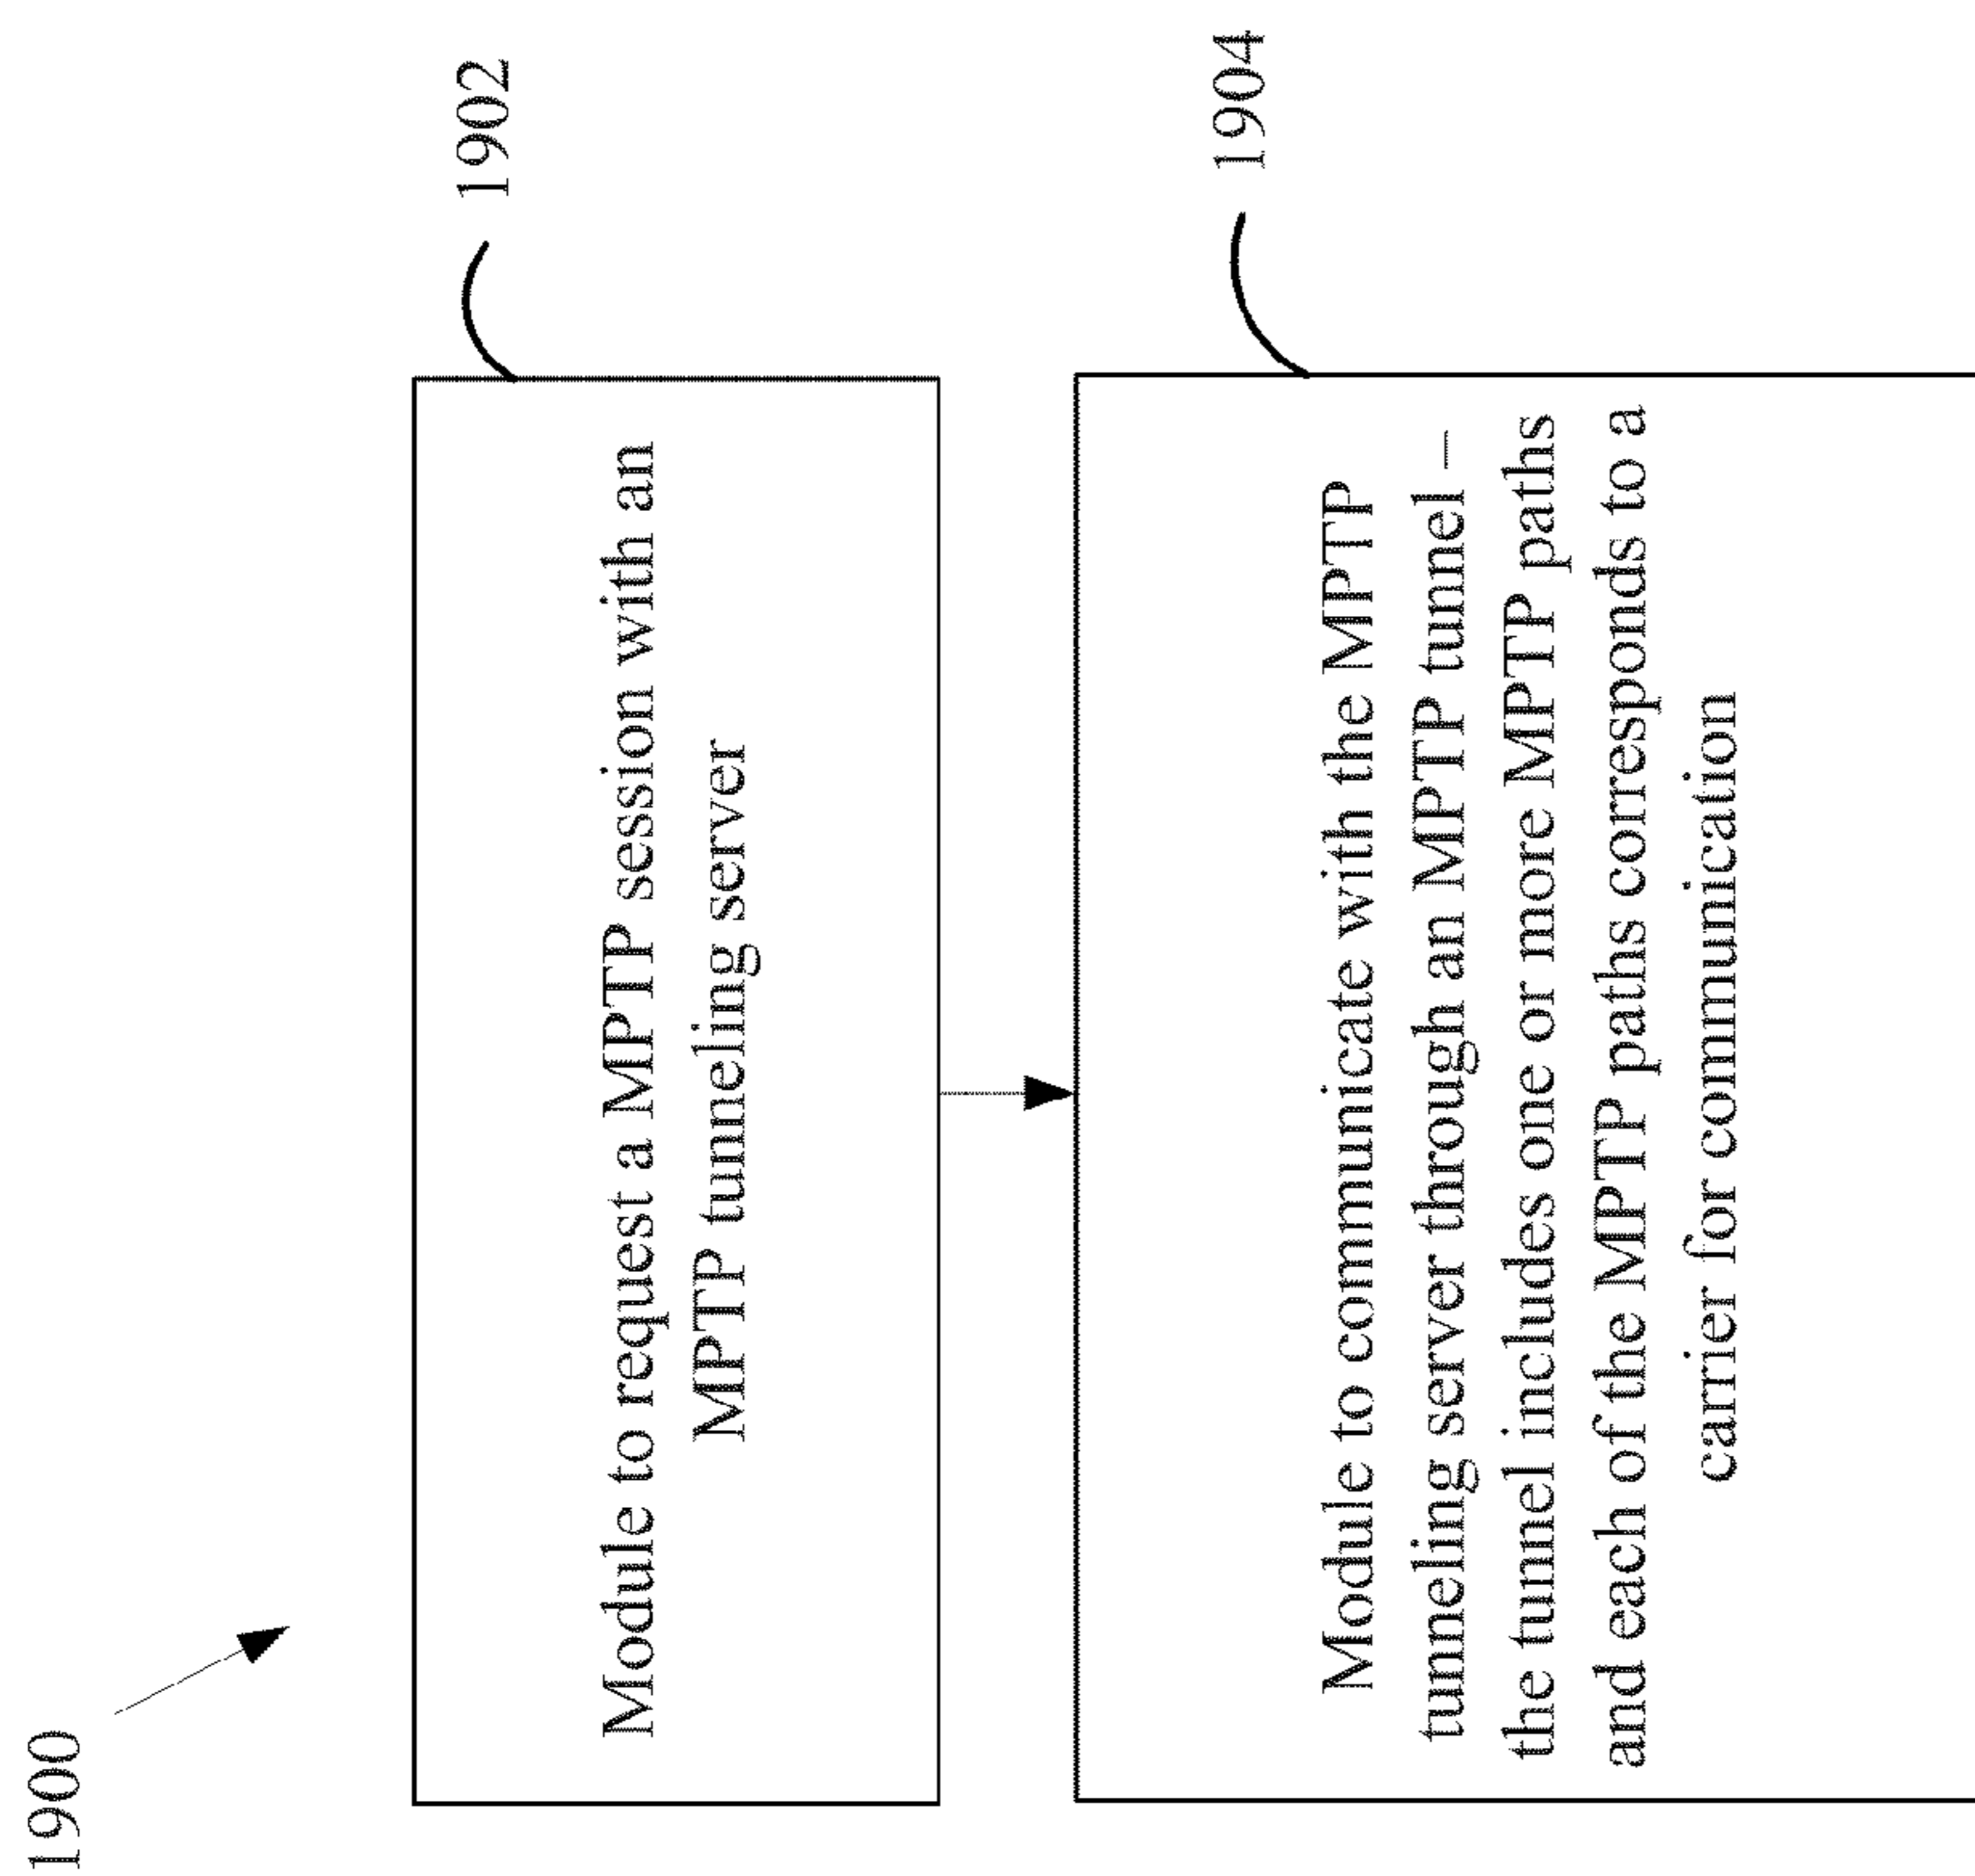 1900
1902
Module to request a MPTP session with an
MPTP tunneling server
1904
Module to communicate with the MPTP
tunneling server through an MPTP tunnel –
the tunnel includes one or more MPTP paths
and each of the MPTP paths corresponds to a
carrier for communication